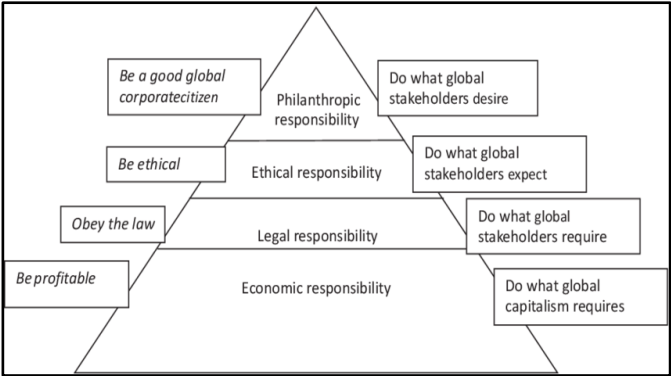 Be a good global
corporatecitizen
Philanthropic
responsibility
Do what global
stakeholders desire
Be ethical
Ethical responsibility
Do what global
stakeholders expect
Obey the law
Legal responsibility
Do what global
stakeholders require
Be profitable
Economic responsibility
Do what global
capitalism requires